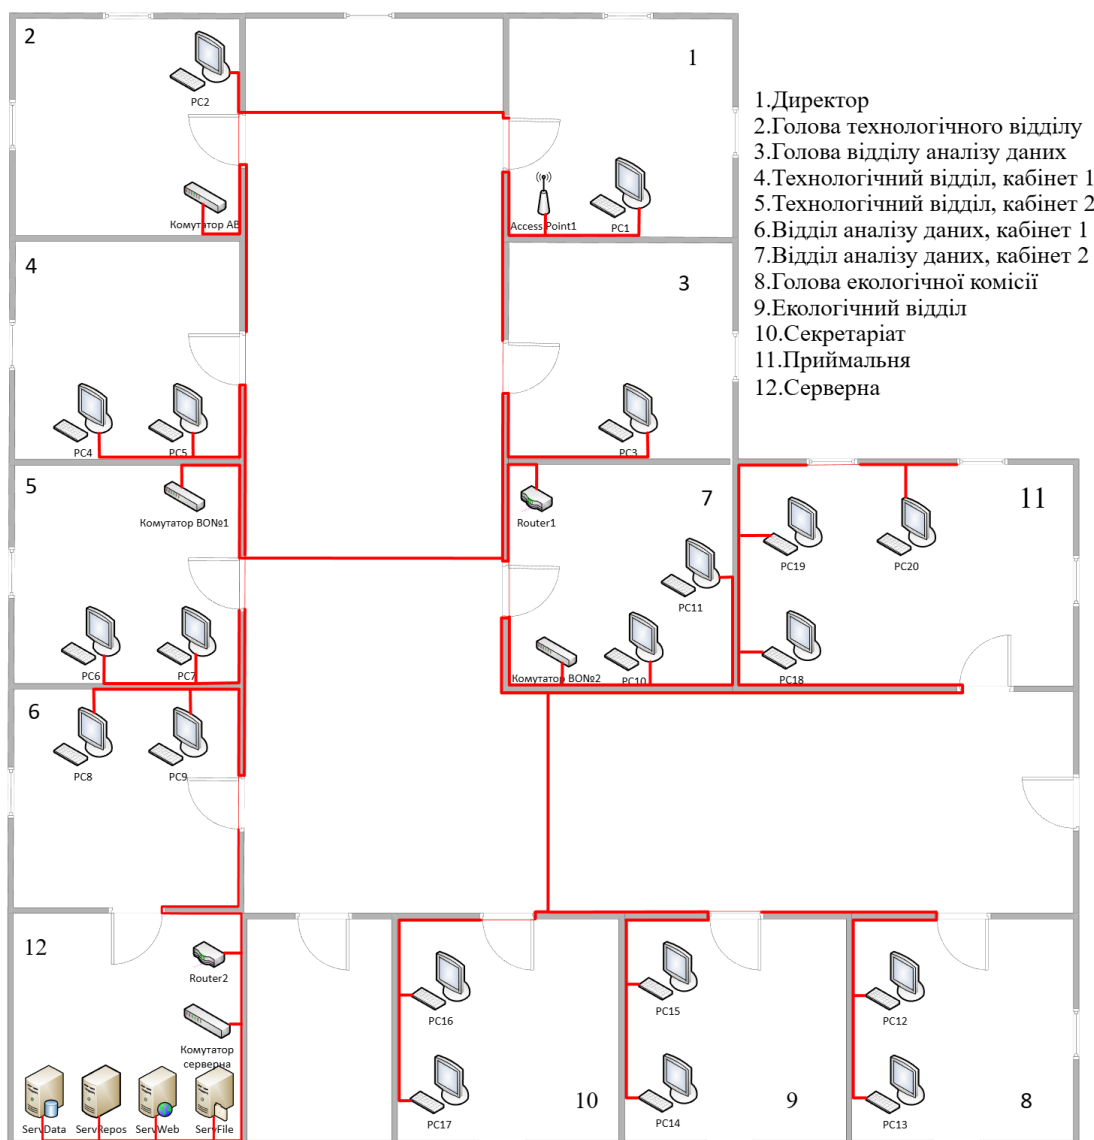 2
PC2
Комутатор АВ
1
Access Point1
PC1
1.Директор
2.Голова технологічного відділу
3.Голова відділу аналізу даних
4.Технологічний відділ, кабінет 1
5.Технологічний відділ, кабінет 2
6.Відділ аналізу даних, кабінет 1
7.Відділ аналізу даних, кабінет 2
8.Голова екологічної комісії
9.Екологічний відділ
10.Секретаріат
11.Приймальня
12.Серверна
4
PC4
PC5
3
PC3
5
Комутатор ВО№1
PC6
PC7
7
Router1
PC11
Комутатор ВО№2
PC10
11
PC19
PC20
PC18
6
PC8
PC9
12
Router2
Комутатор
серверна
ServData
ServRepos
ServWeb
ServFile
PC16
PC17
10
PC15
PC14
9
PC12
PC13
8